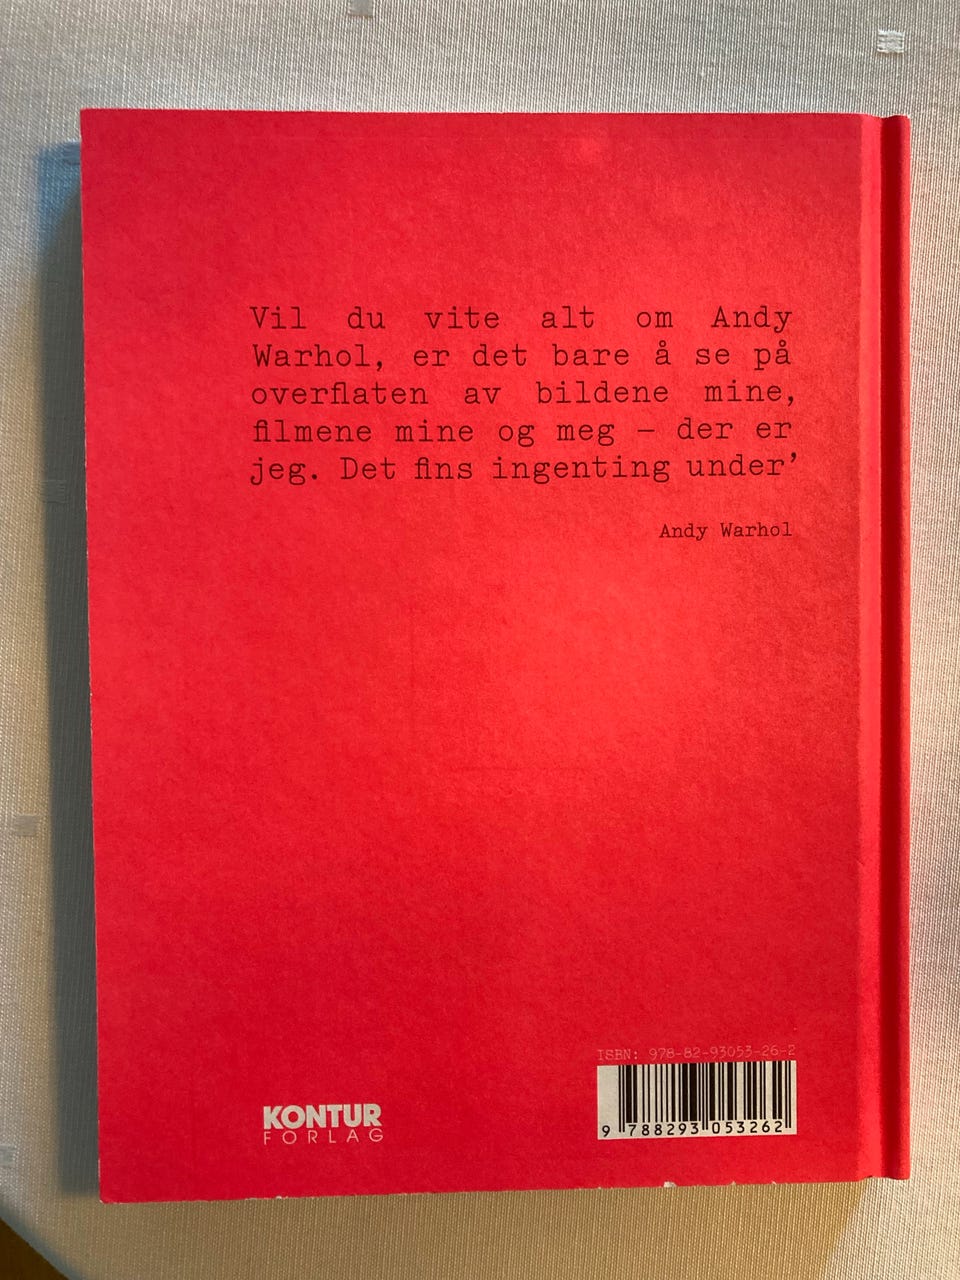 Vil du vite alt om Andy
Warhol, er det bare å se på
overflaten av bildene mine,
filmene mine og meg – der er
jeg. Det fins ingenting under’
Andy Warhol
ISBN: 978-82-93053-26-2
9 788293 053262
KONTUR
FORLAG